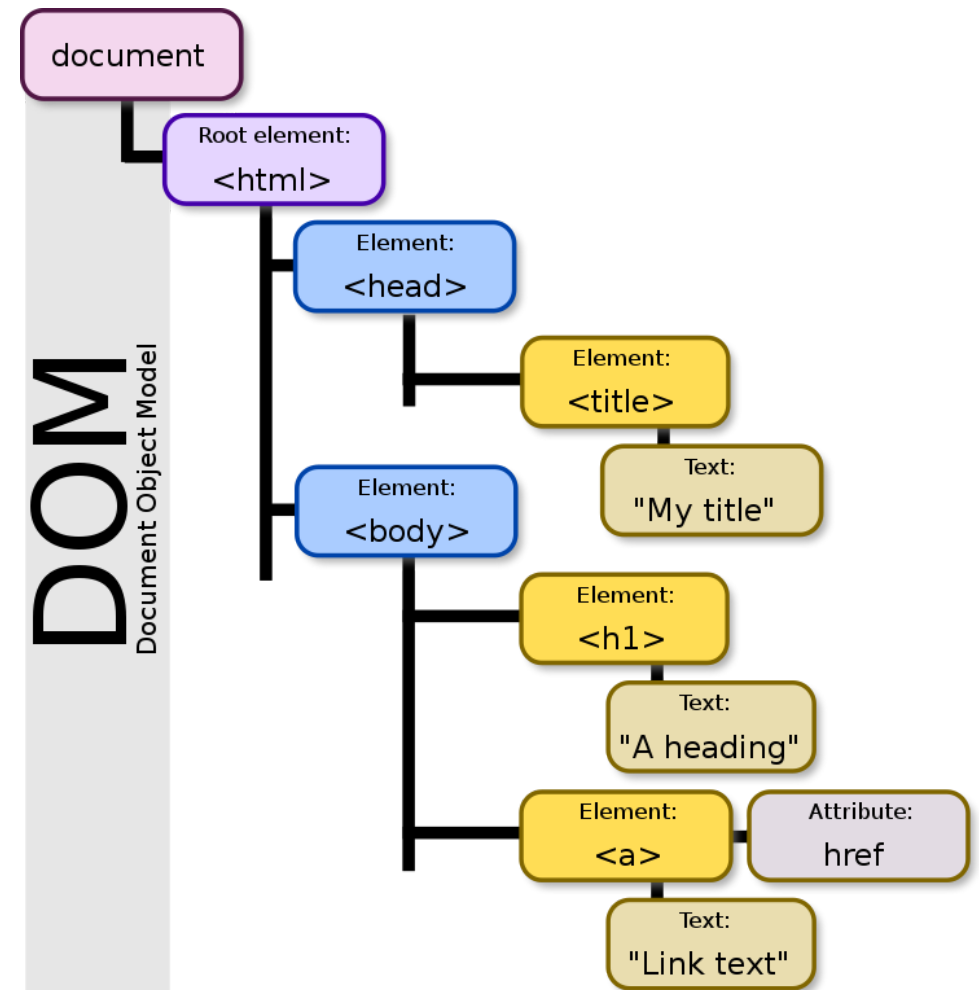 document
Root element:
<html>
Element:
<head>
Element:
<title>
Text:
"My title"
Element:
<body>
Element:
<h1>
Text:
"A heading"
Element:
<a>
Attribute:
href
Text:
"Link text"
DOM
Document Object Model